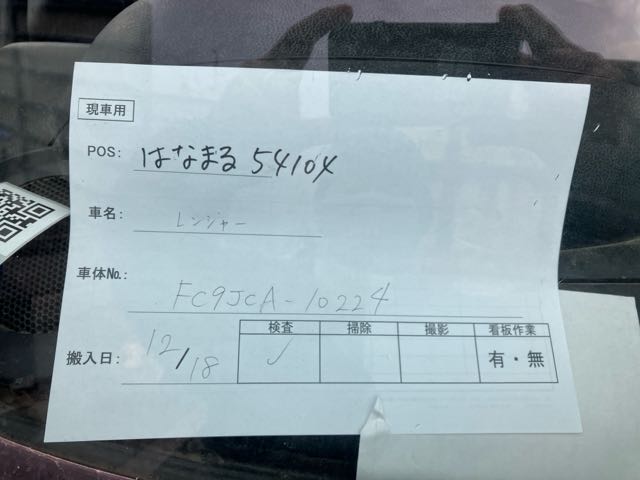 現車用
POS: はなまる 54104
車名: レンジャー
車体No.: FC9JCA-10224
検査 掃除 撮影 看板作業
搬入日: 12/18 ✓ 有・無